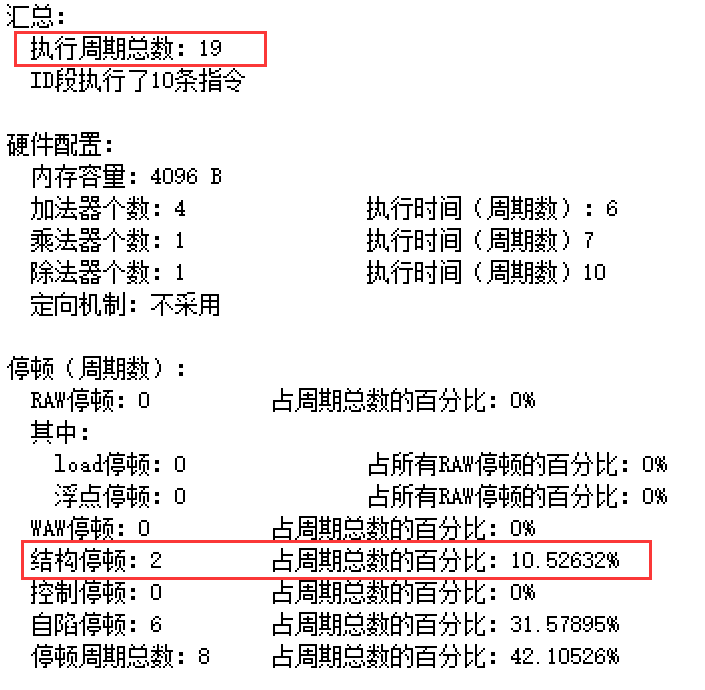 汇总：
执行周期总数：19
ID段执行了10条指令
硬件配置：
内存容量：4096 B
加法器个数：4 执行时间（周期数）：6
乘法器个数：1 执行时间（周期数）7
除法器个数：1 执行时间（周期数）10
定向机制：不采用
停顿（周期数）：
RAW停顿：0 占周期总数的百分比：0%
其中：
load停顿：0 占所有RAW停顿的百分比：0%
浮点停顿：0 占所有RAW停顿的百分比：0%
WAW停顿：0 占周期总数的百分比：0%
结构停顿：2 占周期总数的百分比：10.52632%
控制停顿：0 占周期总数的百分比：0%
自陷停顿：6 占周期总数的百分比：31.57895%
停顿周期总数：8 占周期总数的百分比：42.10526%